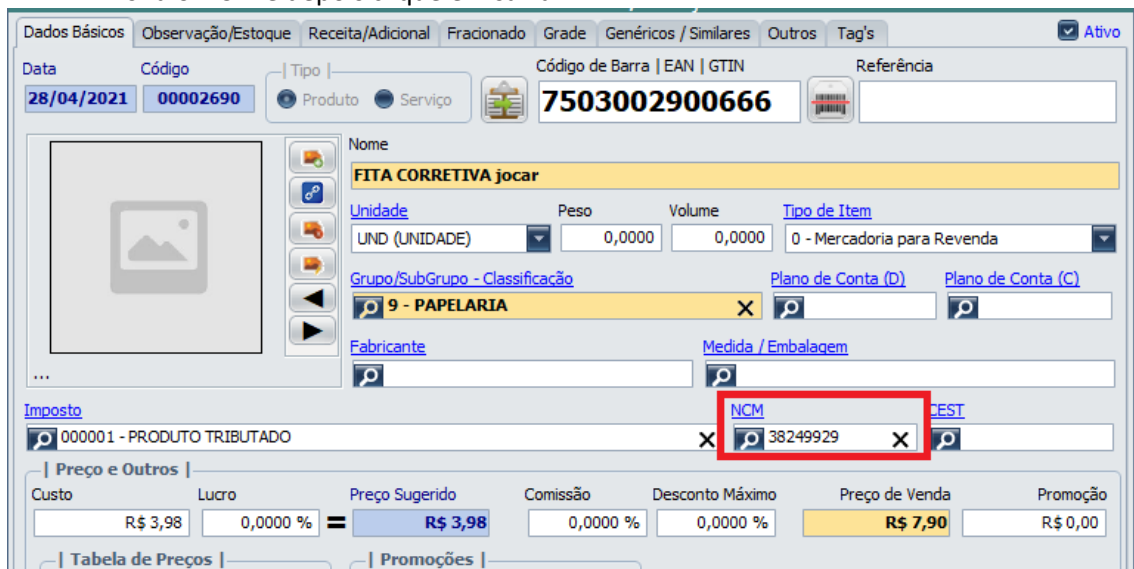 Dados Básicos Observação/Estoque Receita/Adicional Fracionado Grade Genéricos / Similares Outros Tag's Ativo
Data Código | Tipo | Código de Barra | EAN | GTIN Referência
28/04/2021 00002690 Produto Serviço 7503002900666
Nome
FITA CORRETIVA jocar
Unidade Peso Volume Tipo de Item
UND (UNIDADE) 0,0000 0,0000 0 - Mercadoria para Revenda
Grupo/SubGrupo - Classificação Plano de Conta (D) Plano de Conta (C)
9 - PAPELARIA
Fabricante Medida / Embalagem
...
Imposto NCM CEST
000001 - PRODUTO TRIBUTADO 38249929
| Preço e Outros |
Custo Lucro Preço Sugerido Comissão Desconto Máximo Preço de Venda Promoção
R$ 3,98 0,0000 % = R$ 3,98 0,0000 % 0,0000 % R$ 7,90 R$ 0,00
| Tabela de Preços | | Promoções |